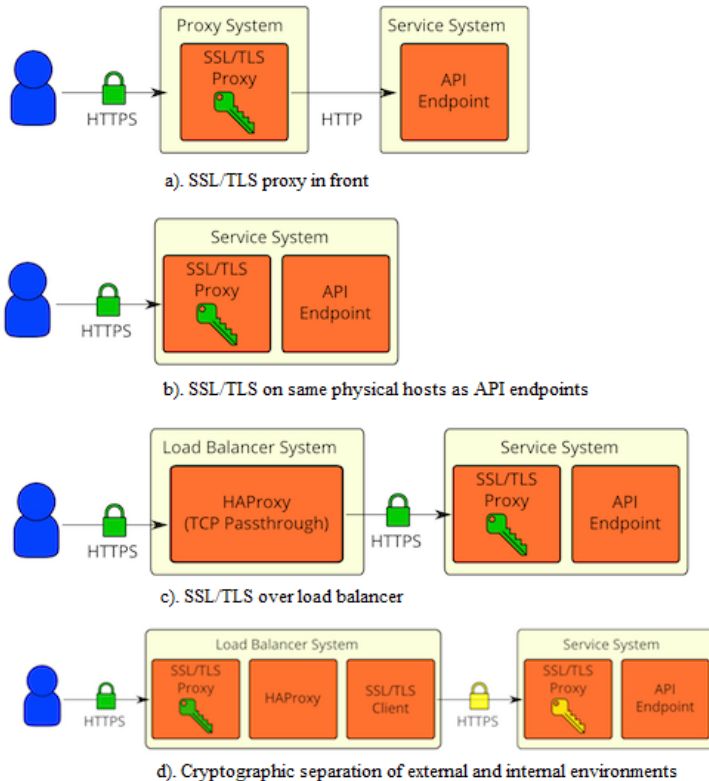 Proxy System
Service System
SSL/TLS
Proxy
API
Endpoint
HTTPS
HTTP
a). SSL/TLS proxy in front
Service System
SSL/TLS
Proxy
API
Endpoint
HTTPS
b). SSL/TLS on same physical hosts as API endpoints
Load Balancer System
Service System
HAProxy
(TCP Passthrough)
SSL/TLS
Proxy
API
Endpoint
HTTPS
HTTPS
c). SSL/TLS over load balancer
Load Balancer System
Service System
SSL/TLS
Proxy
HAProxy
SSL/TLS
Client
SSL/TLS
Proxy
API
Endpoint
HTTPS
HTTPS
d). Cryptographic separation of external and internal environments